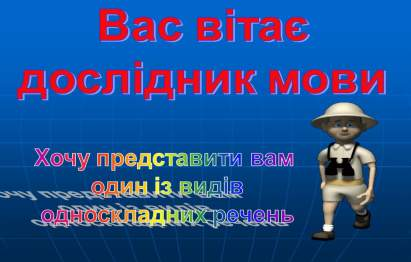 Вас вітає
дослідник мови
Хочу представити вам
один із видів
односкладних речень